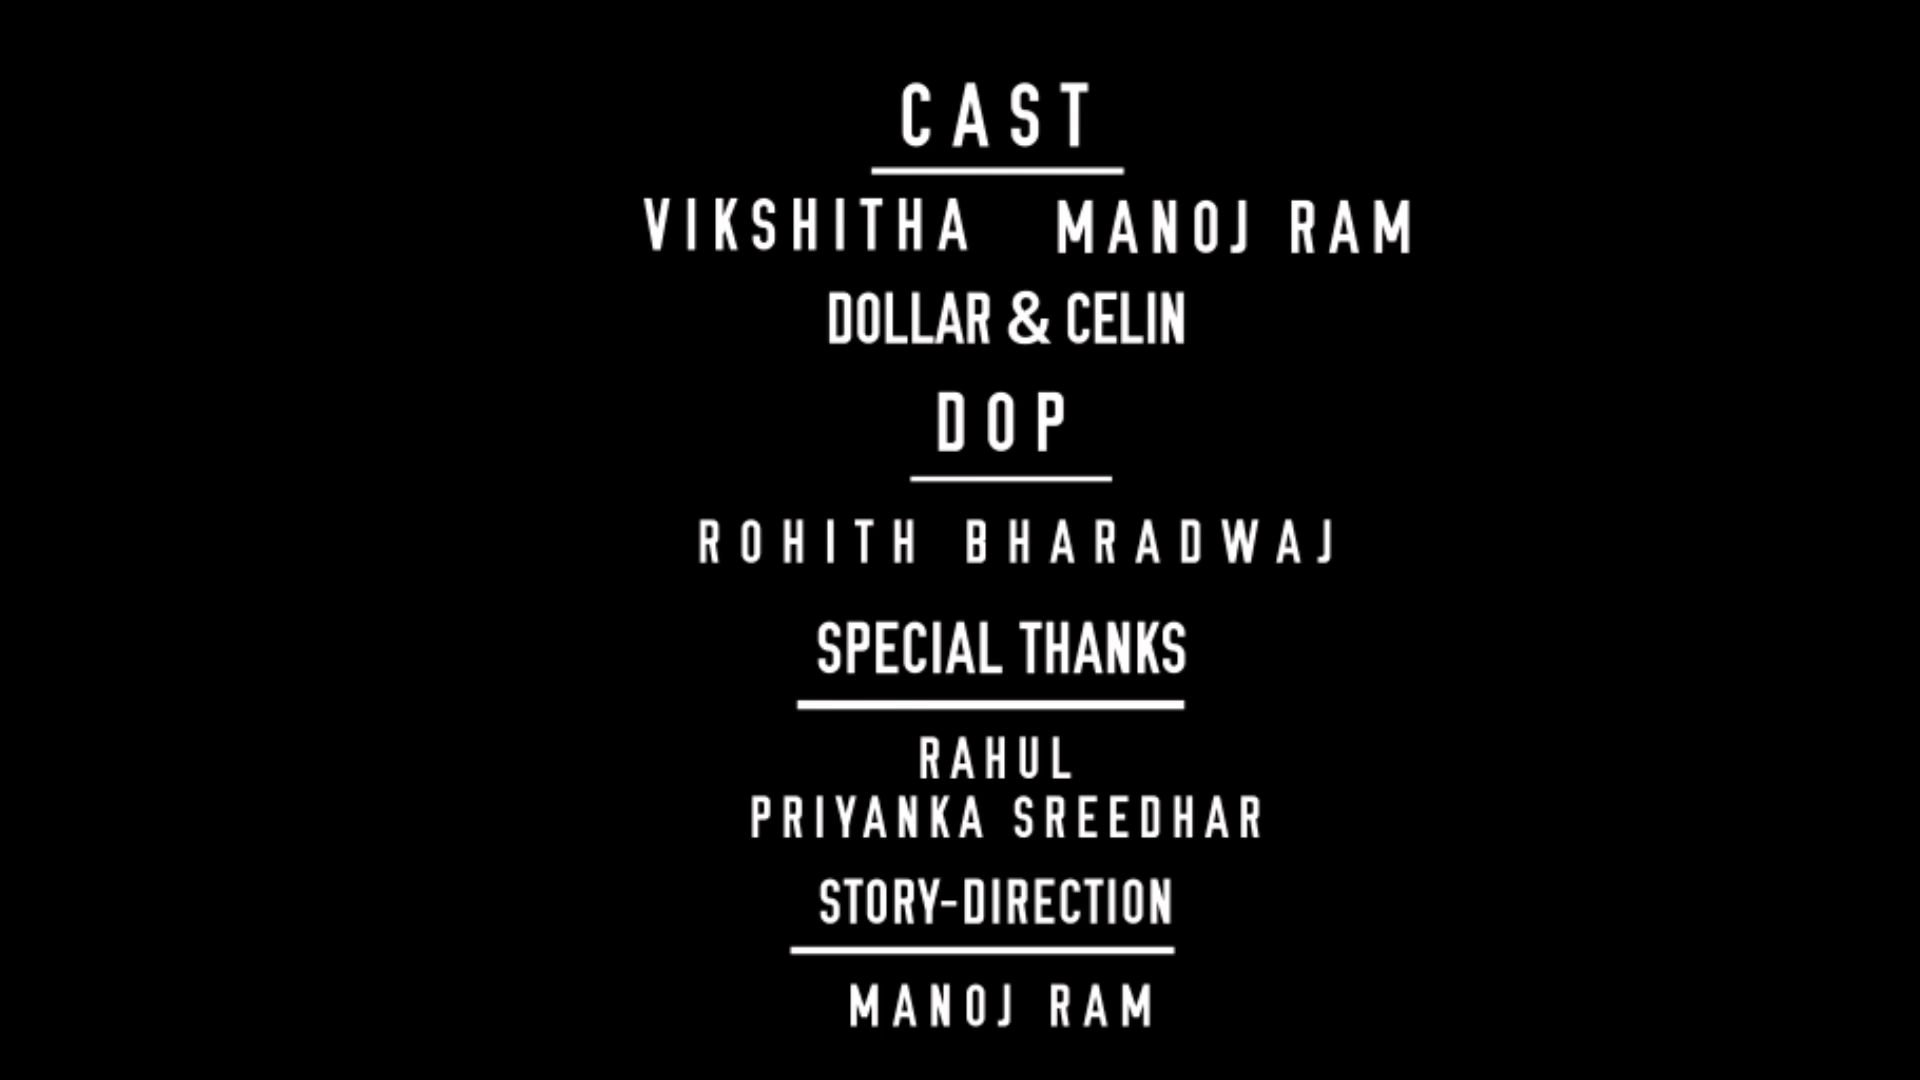 CAST
VIKSHITHA MANOJ RAM
DOLLAR & CELIN
DOP
ROHITH BHARADWAJ
SPECIAL THANKS
RAHUL
PRIYANKA SREEDHAR
STORY-DIRECTION
MANOJ RAM